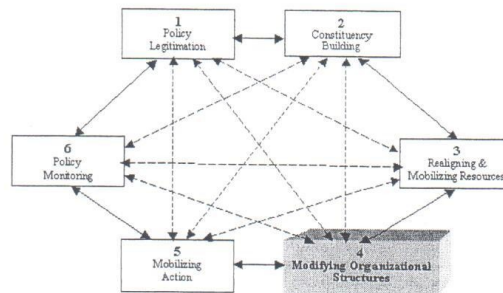 1
Policy
Legitimation
2
Constituency
Building
3
Realigning &
Mobilizing Resources
4
Modifying Organizational
Structures
5
Mobilizing
Action
6
Policy
Monitoring